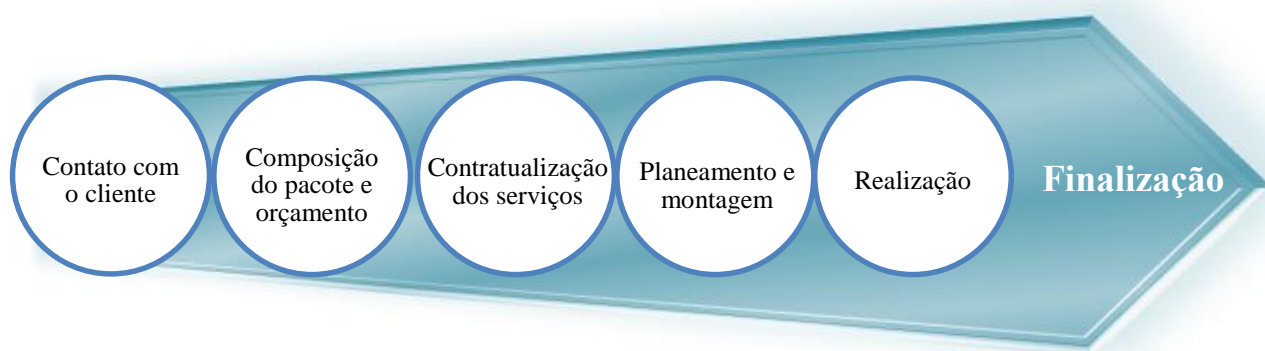 Contato com
o cliente
Composição
do pacote e
orçamento
Contratualização
dos serviços
Planeamento e
montagem
Realização
Finalização